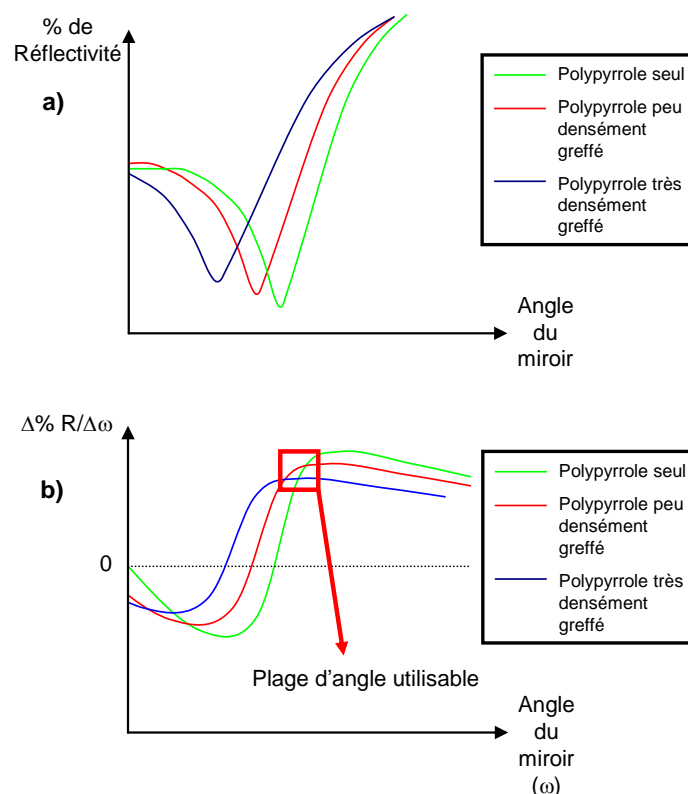 % de
Réflectivité
a)
Polypyrrole seul
Polypyrrole peu
densément
greffé
Polypyrrole très
densément
greffé
Angle
du
miroir
Δ% R/Δω
b)
0
Polypyrrole seul
Polypyrrole peu
densément
greffé
Polypyrrole très
densément
greffé
Plage d’angle utilisable
Angle
du
miroir
(ω)